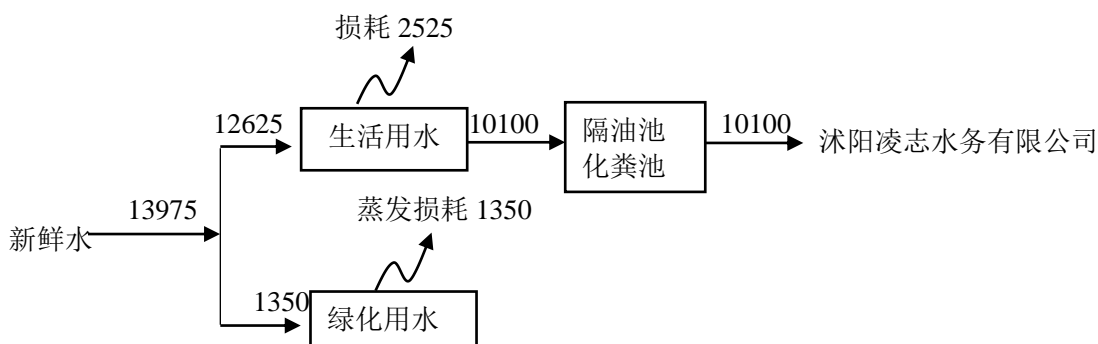 损耗 2525
12625
生活用水
10100
隔油池
化粪池
10100
沭阳凌志水务有限公司
新鲜水
13975
蒸发损耗 1350
1350
绿化用水